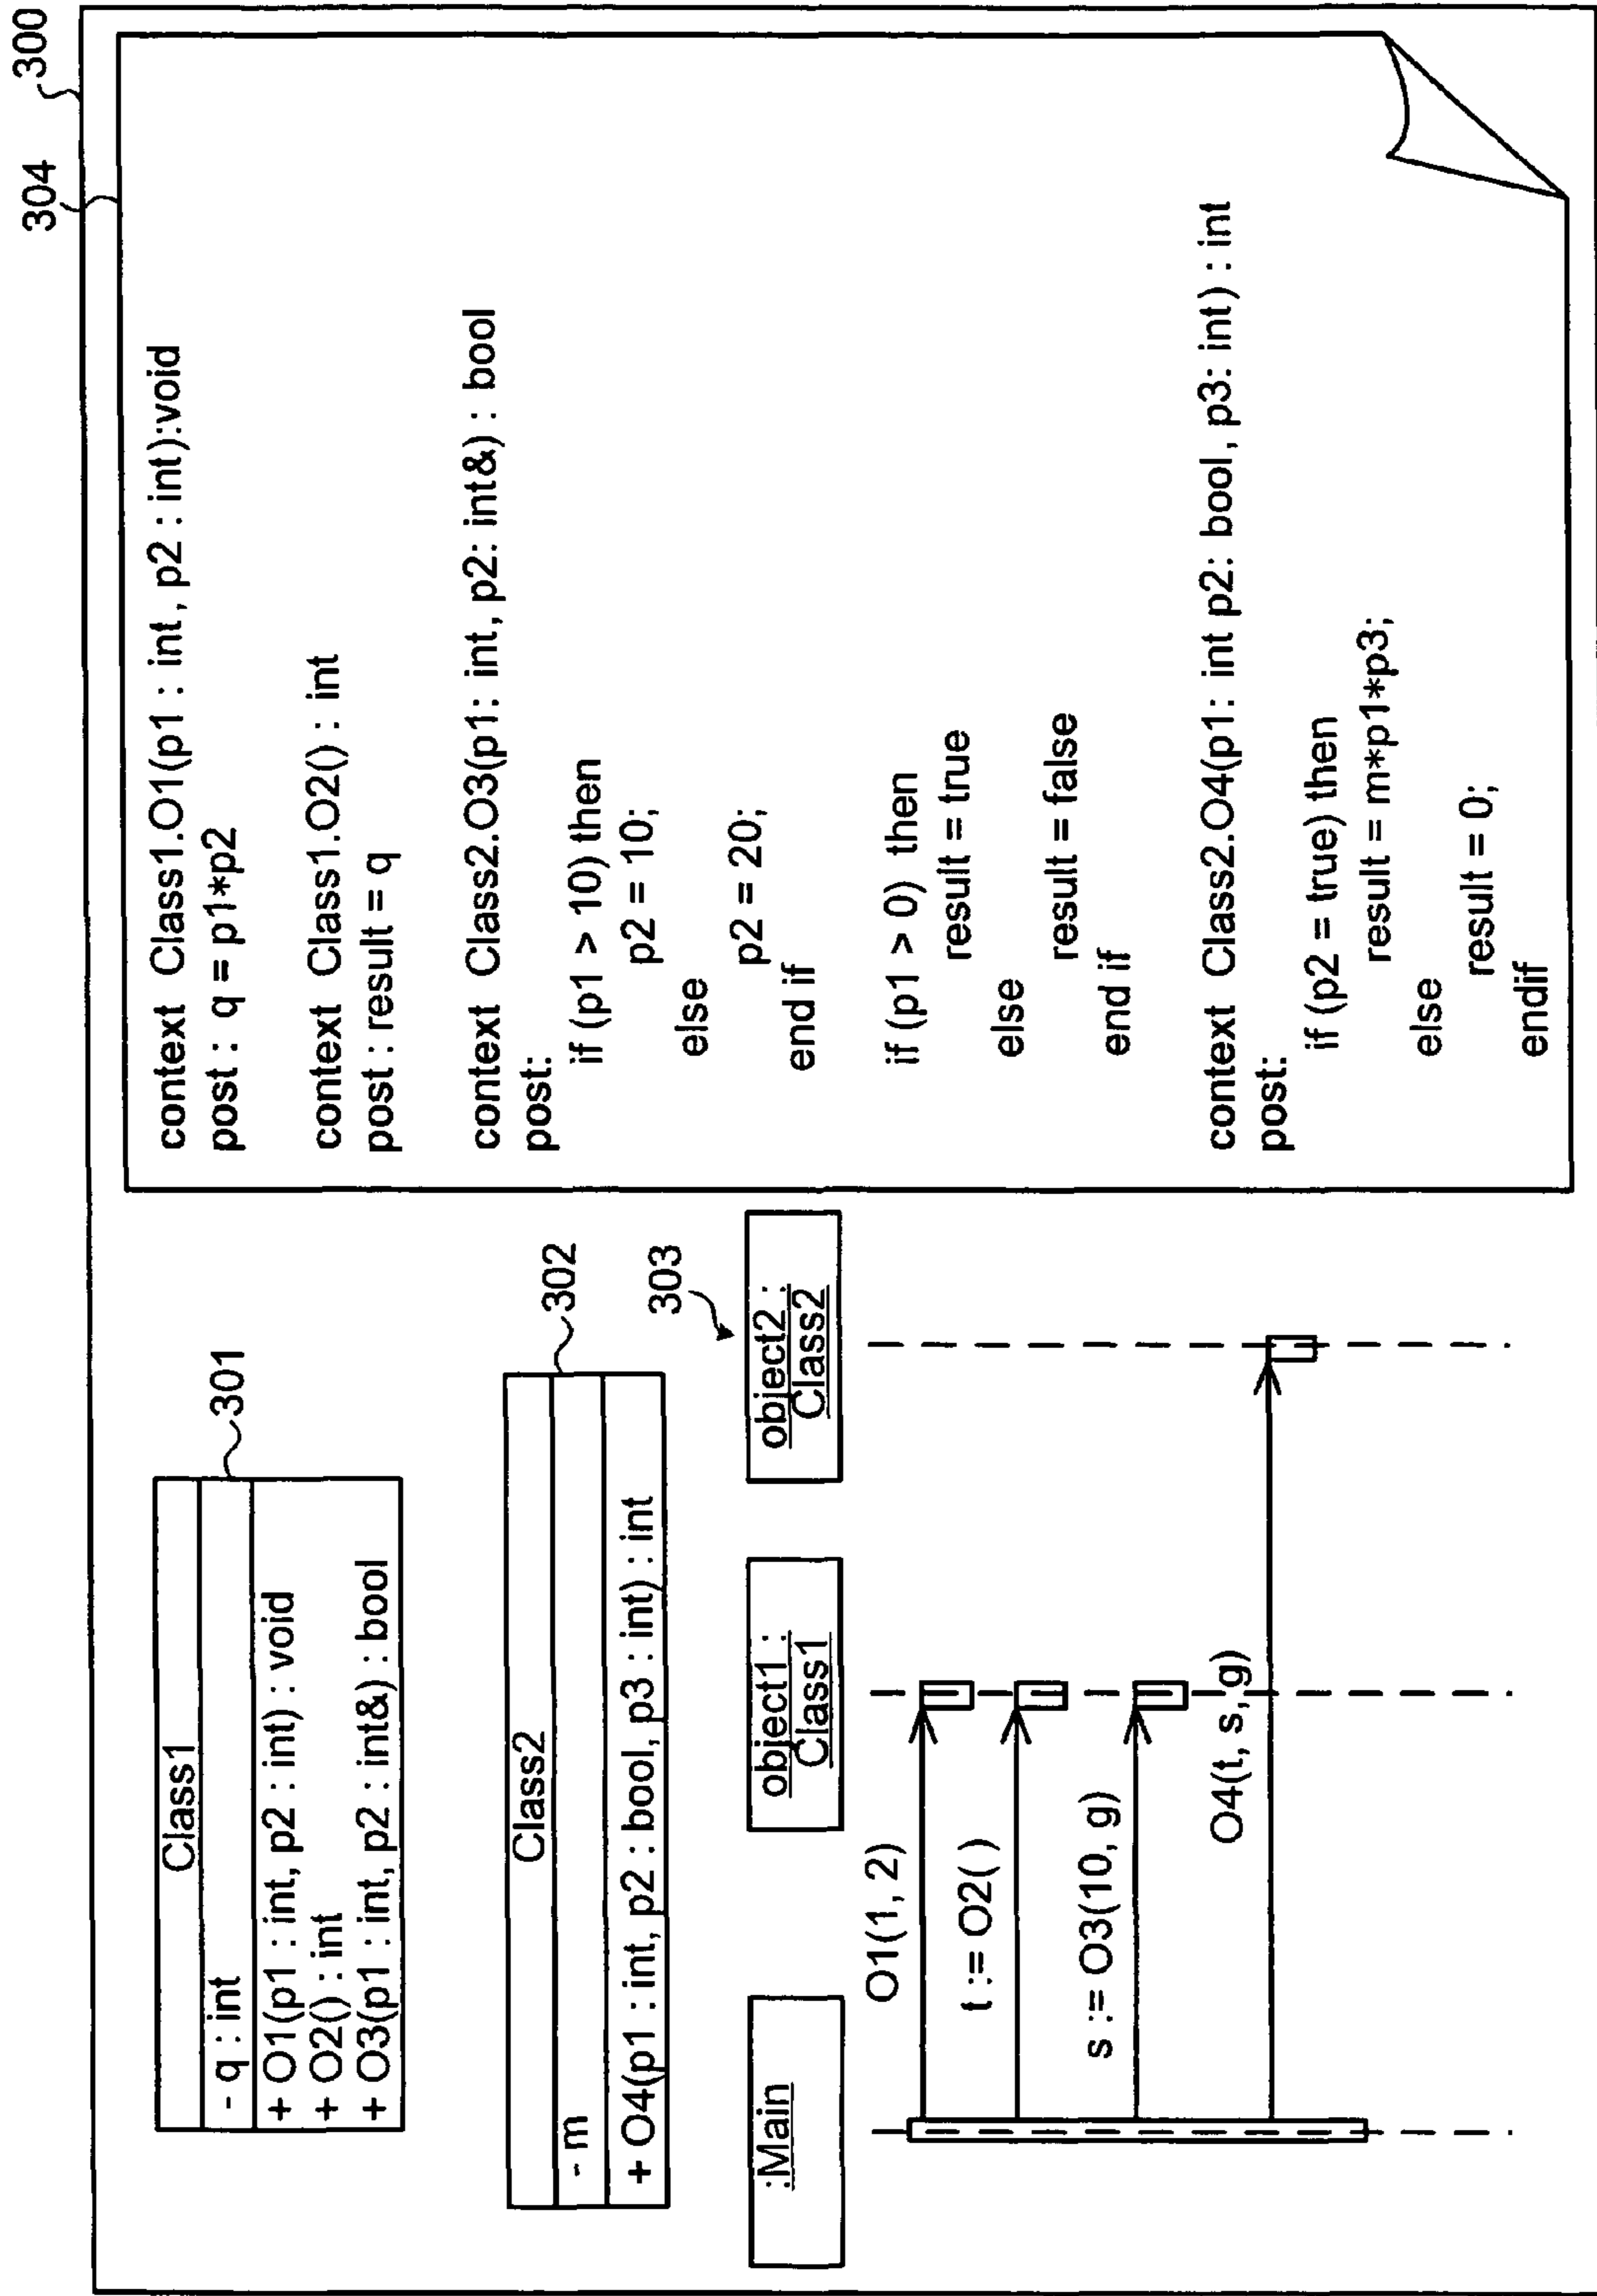 300
304
Class1
301
- q : int
+ O1(p1 : int, p2 : int) : void
+ O2() : int
+ O3(p1 : int, p2 : int&) : bool
Class2
302
- m
+ O4(p1 : int, p2 : bool, p3 : int) : int
303
:Main
object1 :
Class1
object2 :
Class2
O1(1, 2)
t := O2( )
s := O3(10, g)
O4(t, s, g)
context Class1.O1(p1 : int, p2 : int):void
post : q = p1*p2
context Class1.O2() : int
post : result = q
context Class2.O3(p1: int, p2: int&) : bool
post:
if (p1 > 10) then
p2 = 10;
else
p2 = 20;
end if
if (p1 > 0) then
result = true
else
result = false
end if
context Class2.O4(p1: int p2: bool, p3: int) : int
post:
if (p2 = true) then
result = m*p1*p3;
else
result = 0;
endif